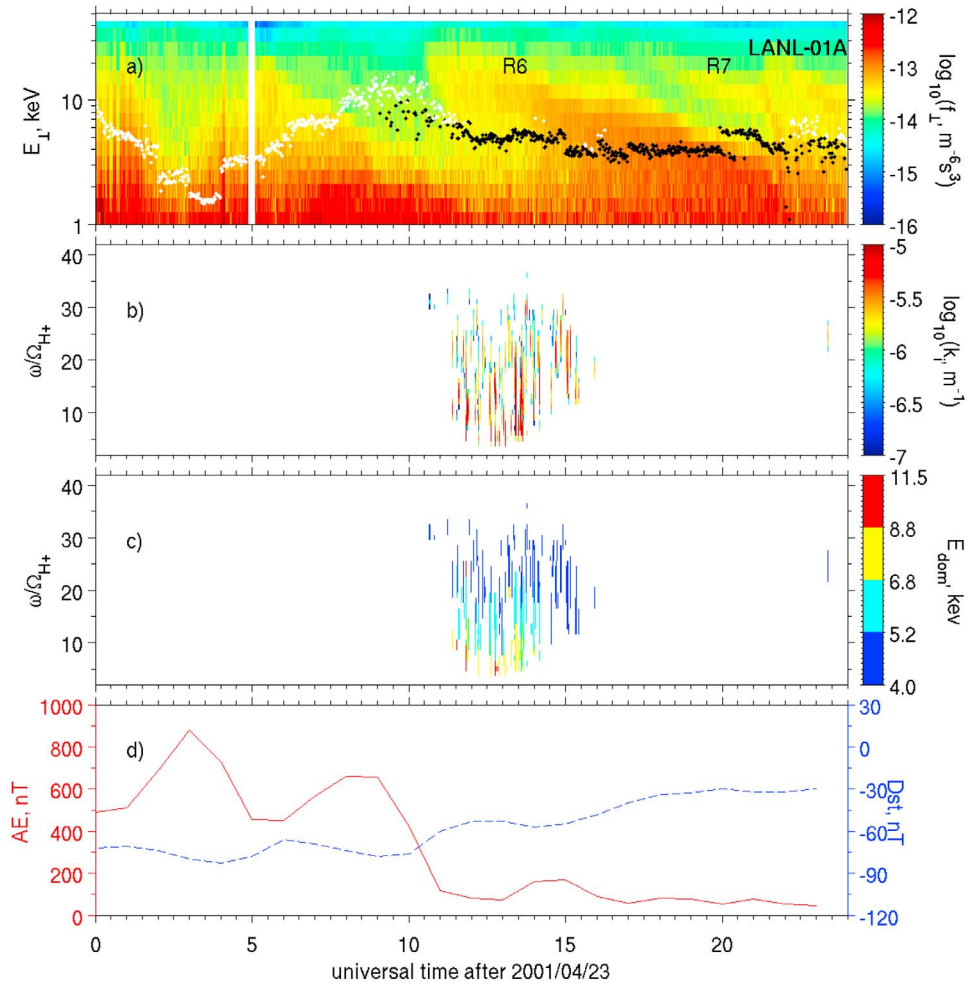 a)
LANL-01A
R6
R7
E⊥, keV
10
1
-12
-13
-14
-15
-16
log10(f⊥, m-6s3)
b)
ω/ΩH+
40
30
20
10
-5
-5.5
-6
-6.5
-7
log10(ki, m-1)
c)
ω/ΩH+
40
30
20
10
11.5
8.8
6.8
5.2
4.0
Edom, keV
d)
AE, nT
1000
800
600
400
200
0
30
0
-30
-60
-90
-120
Dst, nT
0 5 10 15 20
universal time after 2001/04/23